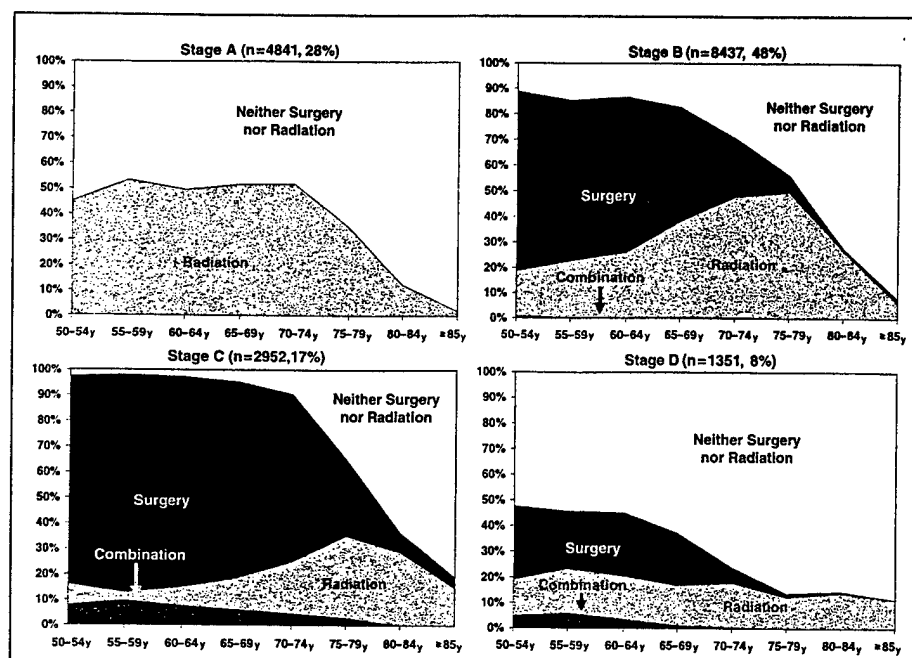 Stage A (n=4841, 28%)
100%
90%
80%
70%
60%
50%
40%
30%
20%
10%
0%
Neither Surgery
nor Radiation
Radiation
50–54y 55–59y 60–64y 65–69y 70–74y 75–79y 80–84y ≥85y
Stage B (n=8437, 48%)
100%
90%
80%
70%
60%
50%
40%
30%
20%
10%
0%
Neither Surgery
nor Radiation
Surgery
Radiation
Combination
50–54y 55–59y 60–64y 65–69y 70–74y 75–79y 80–84y ≥85y
Stage C (n=2952,17%)
100%
90%
80%
70%
60%
50%
40%
30%
20%
10%
0%
Neither Surgery
nor Radiation
Surgery
Combination
Radiation
50–54y 55–59y 60–64y 65–69y 70–74y 75–79y 80–84y ≥85y
Stage D (n=1351, 8%)
100%
90%
80%
70%
60%
50%
40%
30%
20%
10%
0%
Neither Surgery
nor Radiation
Surgery
Combination
Radiation
50–54y 55–59y 60–64y 65–69y 70–74y 75–79y 80–84y ≥85y